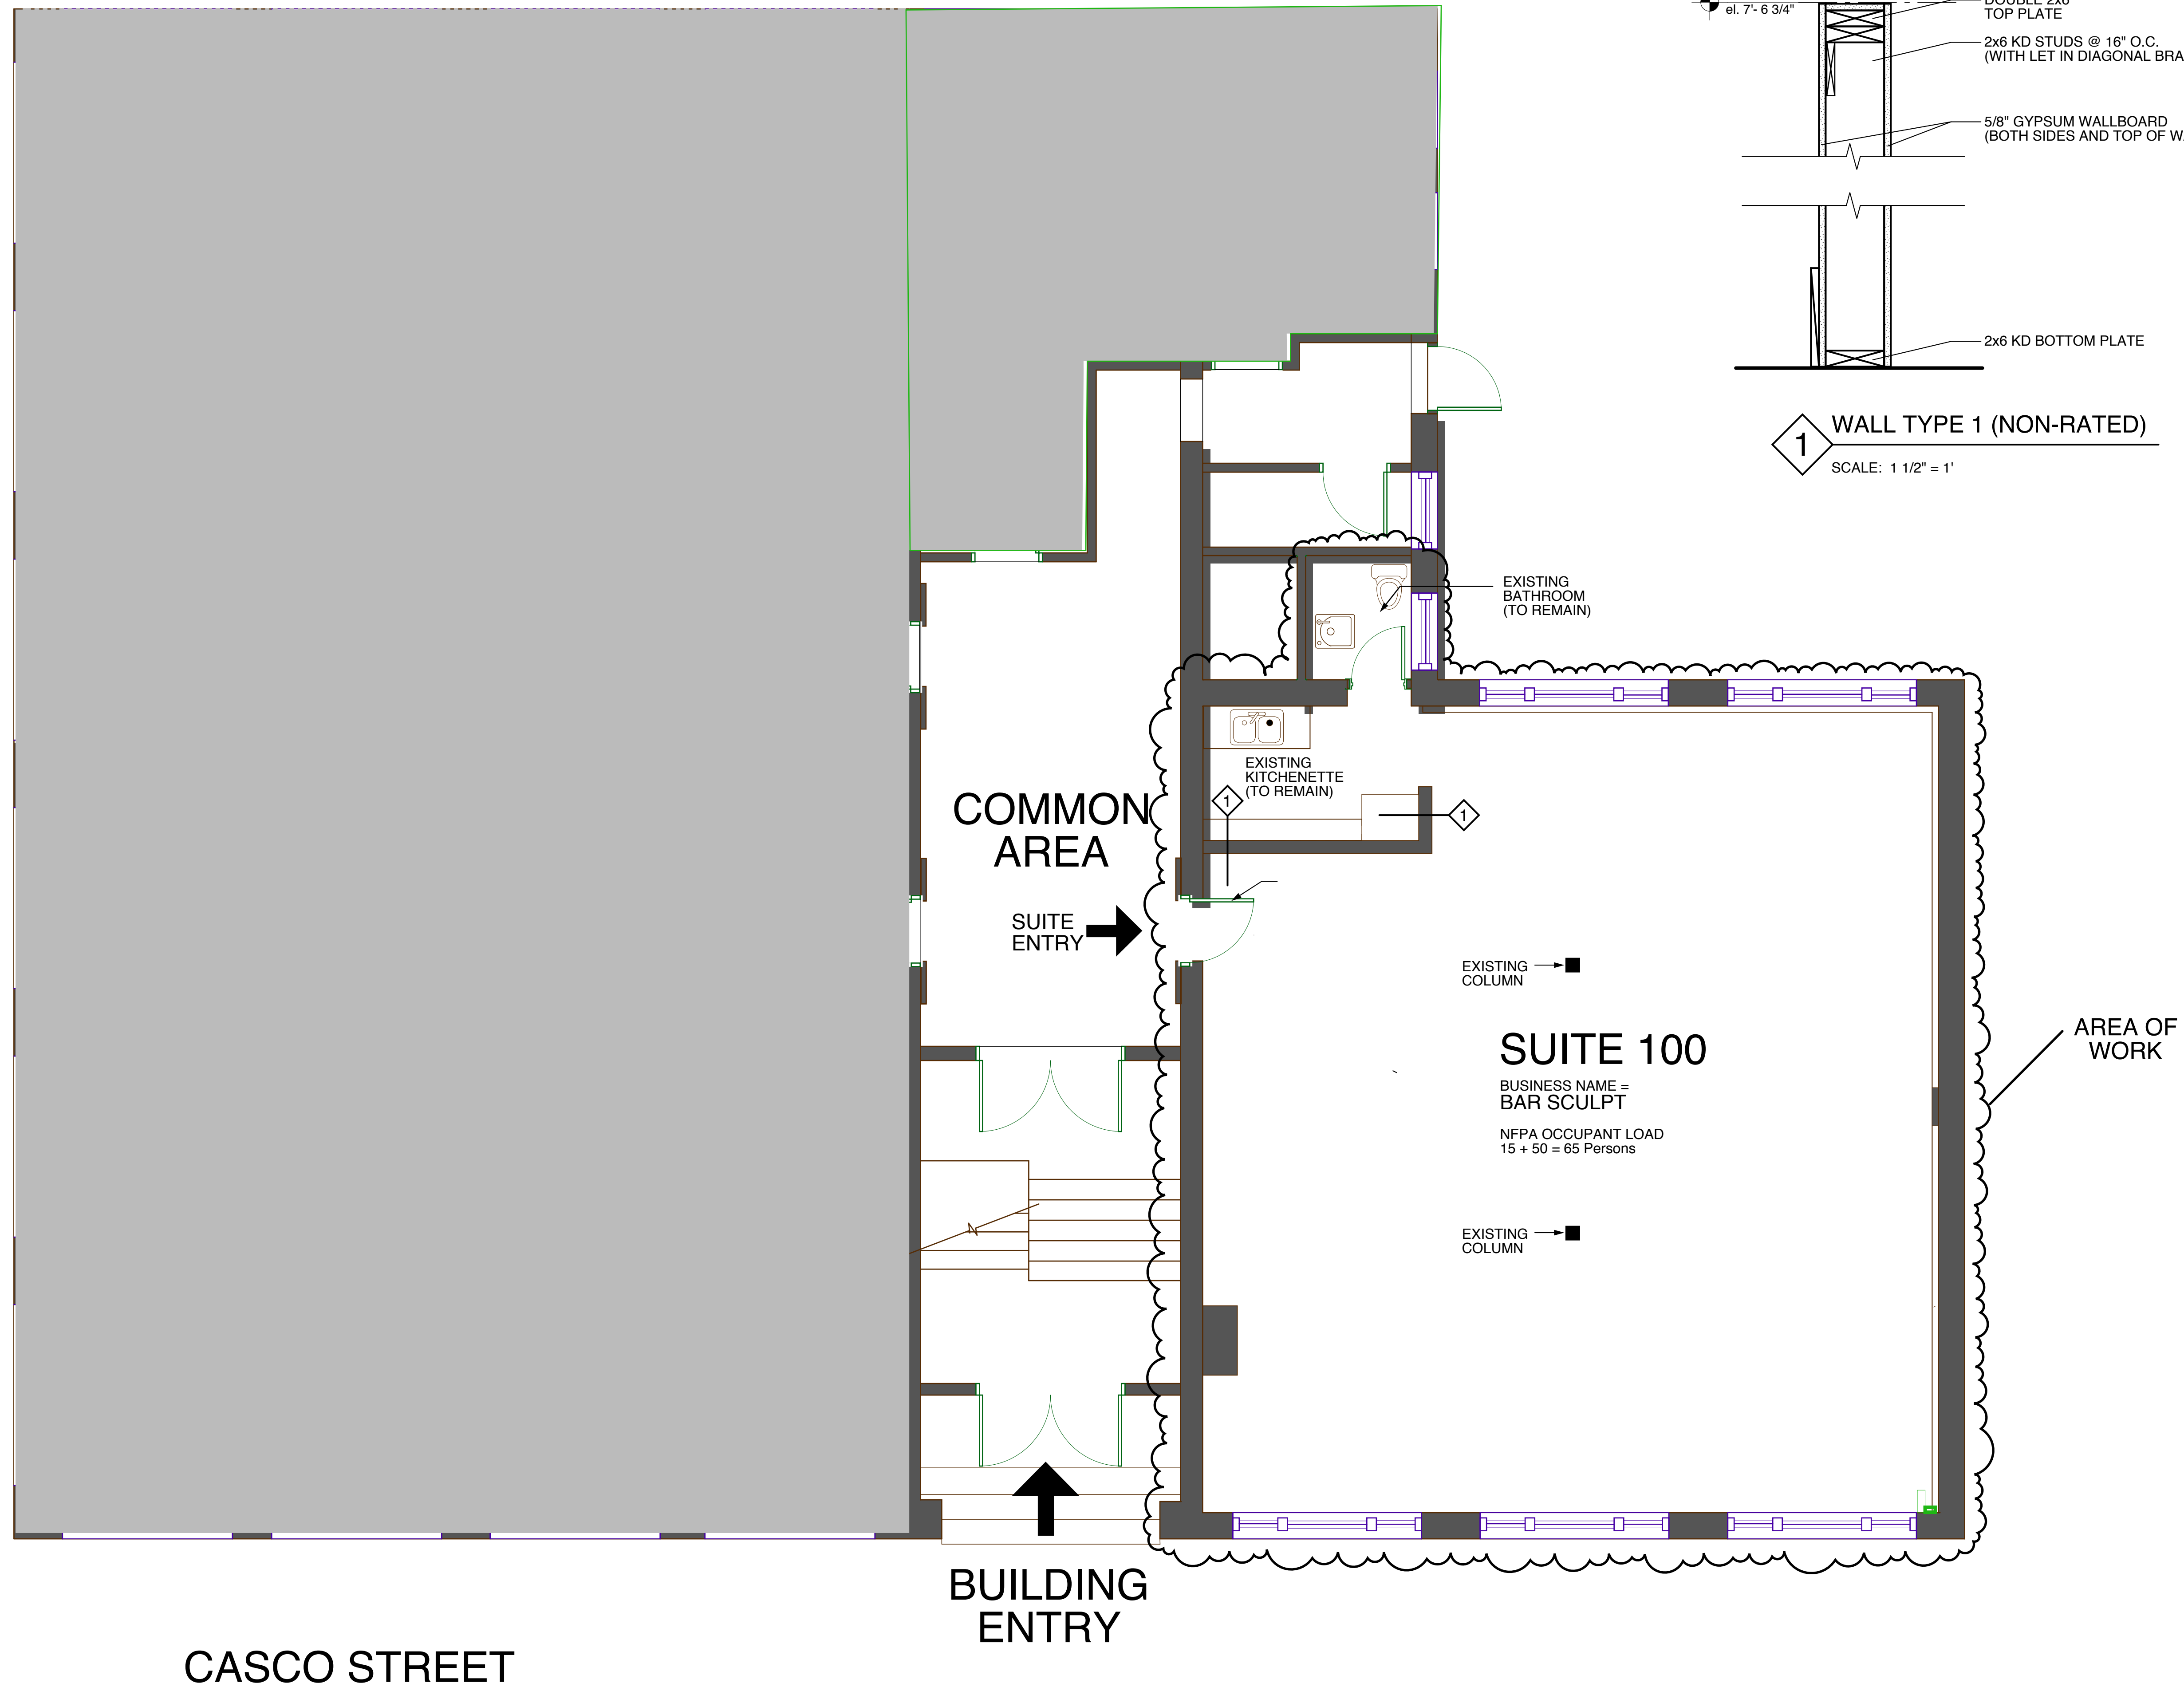 el. 7'- 6 3/4"
DOUBLE 2x6
TOP PLATE
2x6 KD STUDS @ 16" O.C.
(WITH LET IN DIAGONAL BRA
5/8" GYPSUM WALLBOARD
(BOTH SIDES AND TOP OF W
2x6 KD BOTTOM PLATE
1
WALL TYPE 1 (NON-RATED)
SCALE: 1 1/2" = 1'
EXISTING
BATHROOM
(TO REMAIN)
EXISTING
KITCHENETTE
(TO REMAIN)
1
1
COMMON
AREA
SUITE
ENTRY
EXISTING
COLUMN
SUITE 100
BUSINESS NAME =
BAR SCULPT
NFPA OCCUPANT LOAD
15 + 50 = 65 Persons
AREA OF
WORK
EXISTING
COLUMN
BUILDING
ENTRY
CASCO STREET